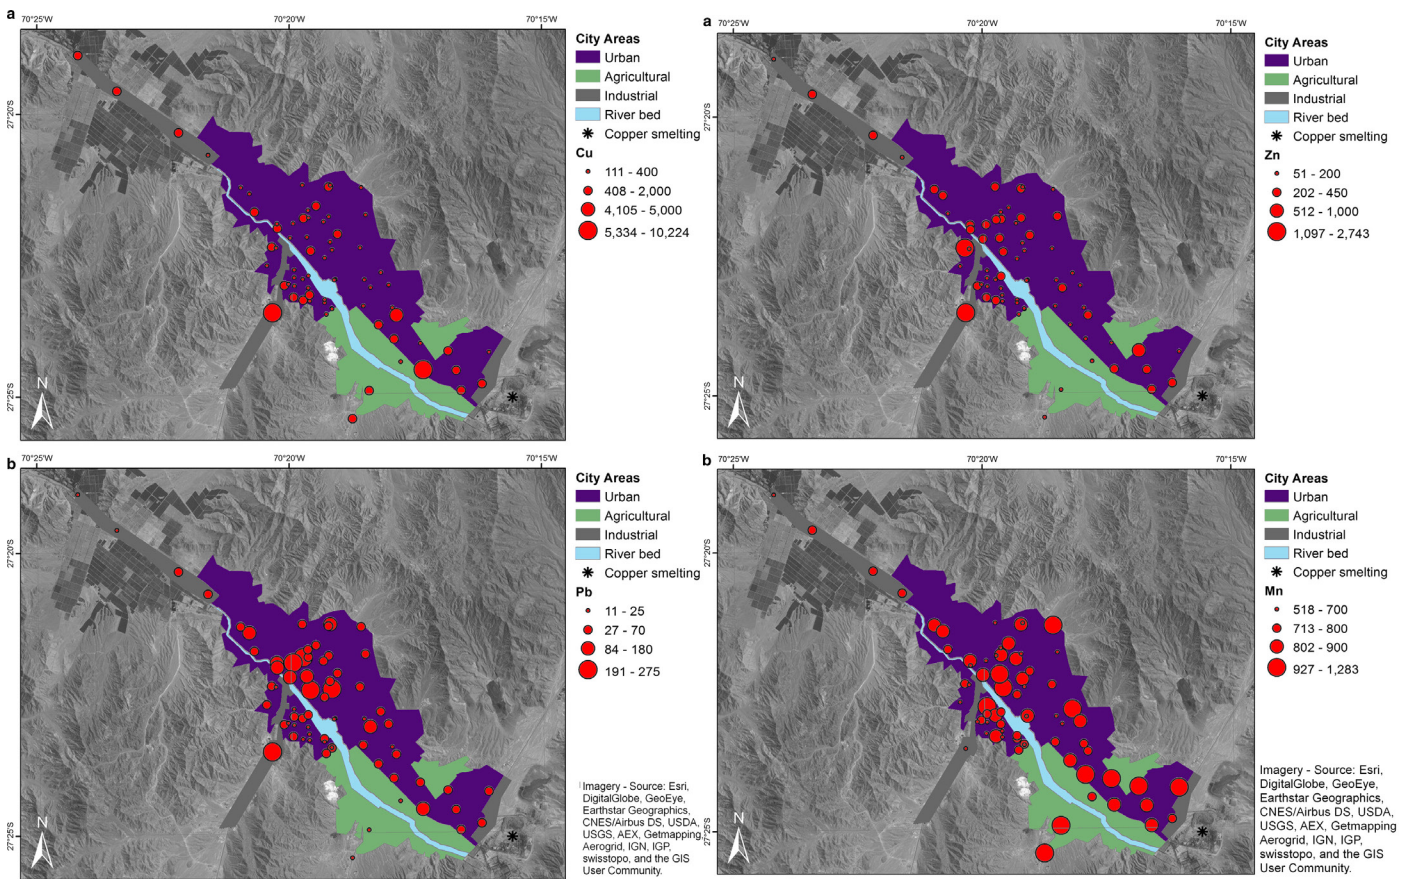 a
70°25'W
70°20'W
70°15'W
27°20'S
27°25'S
N
City Areas
Urban
Agricultural
Industrial
River bed
Copper smelting
Cu
111 - 400
408 - 2,000
4,105 - 5,000
5,334 - 10,224
a
70°25'W
70°20'W
70°15'W
27°20'S
27°25'S
N
City Areas
Urban
Agricultural
Industrial
River bed
Copper smelting
Zn
51 - 200
202 - 450
512 - 1,000
1,097 - 2,743
b
70°25'W
70°20'W
70°15'W
27°20'S
27°25'S
N
City Areas
Urban
Agricultural
Industrial
River bed
Copper smelting
Pb
11 - 25
27 - 70
84 - 180
191 - 275
Imagery - Source: Esri,
DigitalGlobe, GeoEye,
Earthstar Geographics,
CNES/Airbus DS, USDA,
USGS, AEX, Getmapping,
Aerogrid, IGN, IGP,
swisstopo, and the GIS
User Community.
b
70°25'W
70°20'W
70°15'W
27°20'S
27°25'S
N
City Areas
Urban
Agricultural
Industrial
River bed
Copper smelting
Mn
518 - 700
713 - 800
802 - 900
927 - 1,283
Imagery - Source: Esri,
DigitalGlobe, GeoEye,
Earthstar Geographics,
CNES/Airbus DS, USDA,
USGS, AEX, Getmapping,
Aerogrid, IGN, IGP,
swisstopo, and the GIS
User Community.